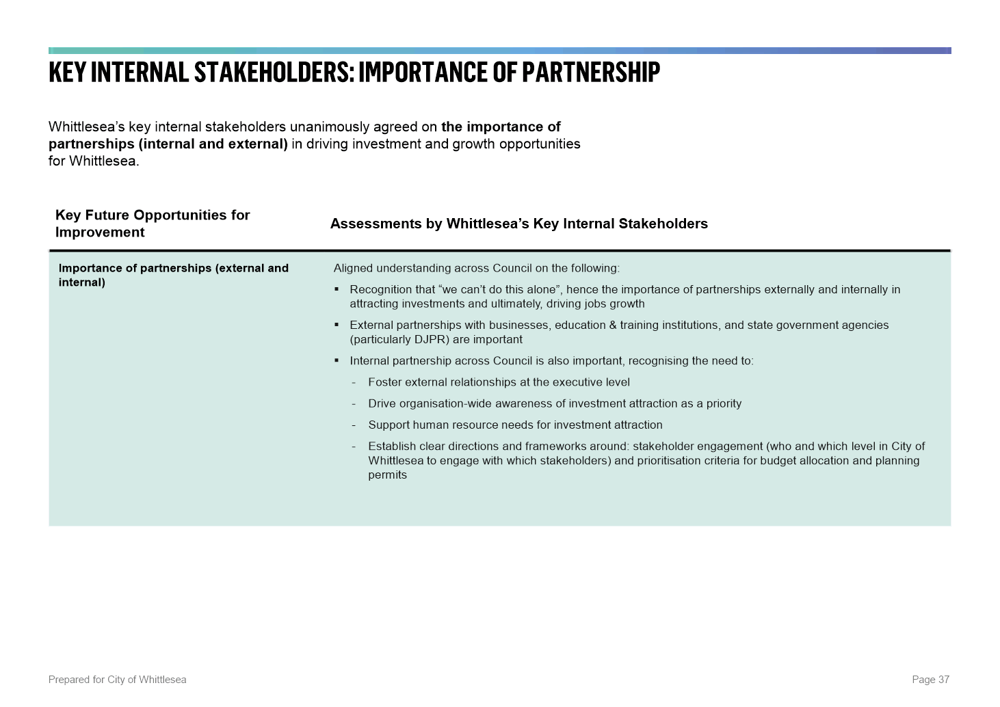 KEY INTERNAL STAKEHOLDERS: IMPORTANCE OF PARTNERSHIP
Whittlesea’s key internal stakeholders unanimously agreed on the importance of
partnerships (internal and external) in driving investment and growth opportunities
for Whittlesea.
Key Future Opportunities for
Improvement
Assessments by Whittlesea’s Key Internal Stakeholders
Importance of partnerships (external and
internal)
Aligned understanding across Council on the following:
▪ Recognition that “we can’t do this alone”, hence the importance of partnerships externally and internally in
attracting investments and ultimately, driving jobs growth
▪ External partnerships with businesses, education & training institutions, and state government agencies
(particularly DJPR) are important
▪ Internal partnership across Council is also important, recognising the need to:
- Foster external relationships at the executive level
- Drive organisation-wide awareness of investment attraction as a priority
- Support human resource needs for investment attraction
- Establish clear directions and frameworks around: stakeholder engagement (who and which level in City of
Whittlesea to engage with which stakeholders) and prioritisation criteria for budget allocation and planning
permits
Prepared for City of Whittlesea
Page 37